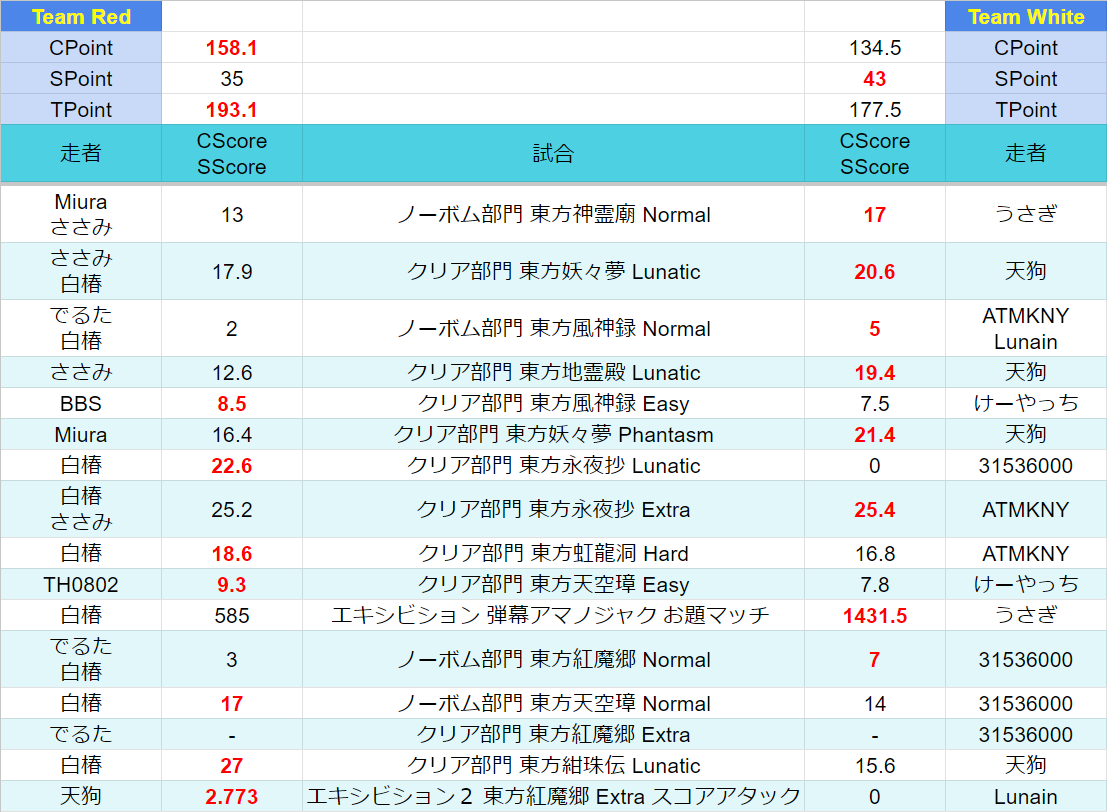 Team Red Team White
CPoint 158.1 134.5 CPoint
SPoint 35 43 SPoint
TPoint 193.1 177.5 TPoint
走者 CScore SScore 試合 CScore SScore 走者
Miura ささみ 13 ノーボム部門 東方神霊廟 Normal 17 うさぎ
ささみ 白椿 17.9 クリア部門 東方妖々夢 Lunatic 20.6 天狗
でるた 白椿 2 ノーボム部門 東方風神録 Normal 5 ATMKNY Lunain
ささみ 12.6 クリア部門 東方地霊殿 Lunatic 19.4 天狗
BBS 8.5 クリア部門 東方風神録 Easy 7.5 けーやっち
Miura 16.4 クリア部門 東方妖々夢 Phantasm 21.4 天狗
白椿 22.6 クリア部門 東方永夜抄 Lunatic 0 31536000
白椿 ささみ 25.2 クリア部門 東方永夜抄 Extra 25.4 ATMKNY
白椿 18.6 クリア部門 東方虹龍洞 Hard 16.8 ATMKNY
TH0802 9.3 クリア部門 東方天空璋 Easy 7.8 けーやっち
白椿 585 エキシビション 弾幕アマノジャク お題マッチ 1431.5 うさぎ
でるた 白椿 3 ノーボム部門 東方紅魔郷 Normal 7 31536000
白椿 17 ノーボム部門 東方天空璋 Normal 14 31536000
でるた - クリア部門 東方紅魔郷 Extra - 31536000
白椿 27 クリア部門 東方紺珠伝 Lunatic 15.6 天狗
天狗 2.773 エキシビション２ 東方紅魔郷 Extra スコアアタック 0 Lunain